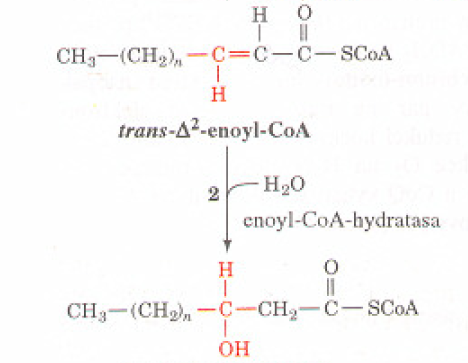 H O
CH₃—(CH₂)ₙ—C=C—C—SCoA
H
trans-Δ²-enoyl-CoA
2 H₂O
enoyl-CoA-hydratasa
H O
CH₃—(CH₂)ₙ—C—CH₂—C—SCoA
OH